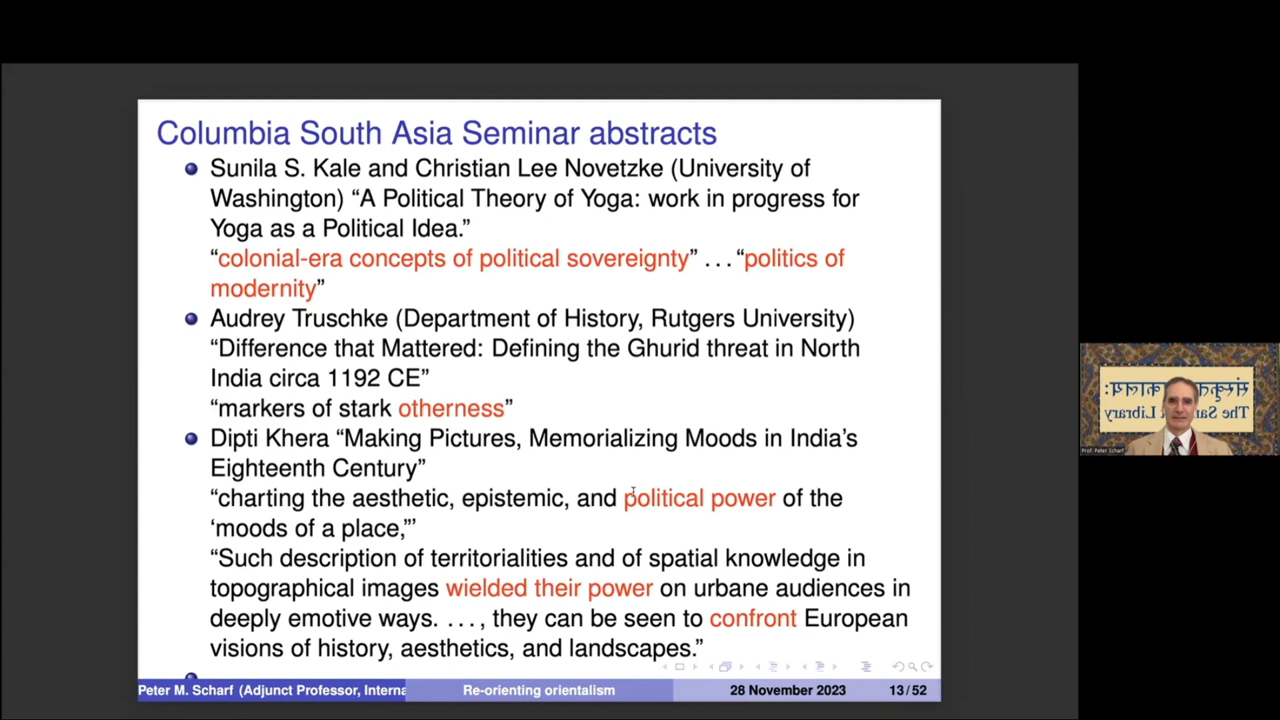 Columbia South Asia Seminar abstracts
Sunila S. Kale and Christian Lee Novetzke (University of
Washington) “A Political Theory of Yoga: work in progress for
Yoga as a Political Idea.”
“colonial-era concepts of political sovereignty” . . . “politics of
modernity”
Audrey Truschke (Department of History, Rutgers University)
“Difference that Mattered: Defining the Ghurid threat in North
India circa 1192 CE”
“markers of stark otherness”
Dipti Khera “Making Pictures, Memorializing Moods in India’s
Eighteenth Century”
“charting the aesthetic, epistemic, and political power of the
‘moods of a place,”’
“Such description of territorialities and of spatial knowledge in
topographical images wielded their power on urbane audiences in
deeply emotive ways. . . . , they can be seen to confront European
visions of history, aesthetics, and landscapes.”
Peter M. Scharf (Adjunct Professor, Interna
Re-orienting orientalism
28 November 2023
13 / 52
The Sa Library
Prof. Peter Scharf